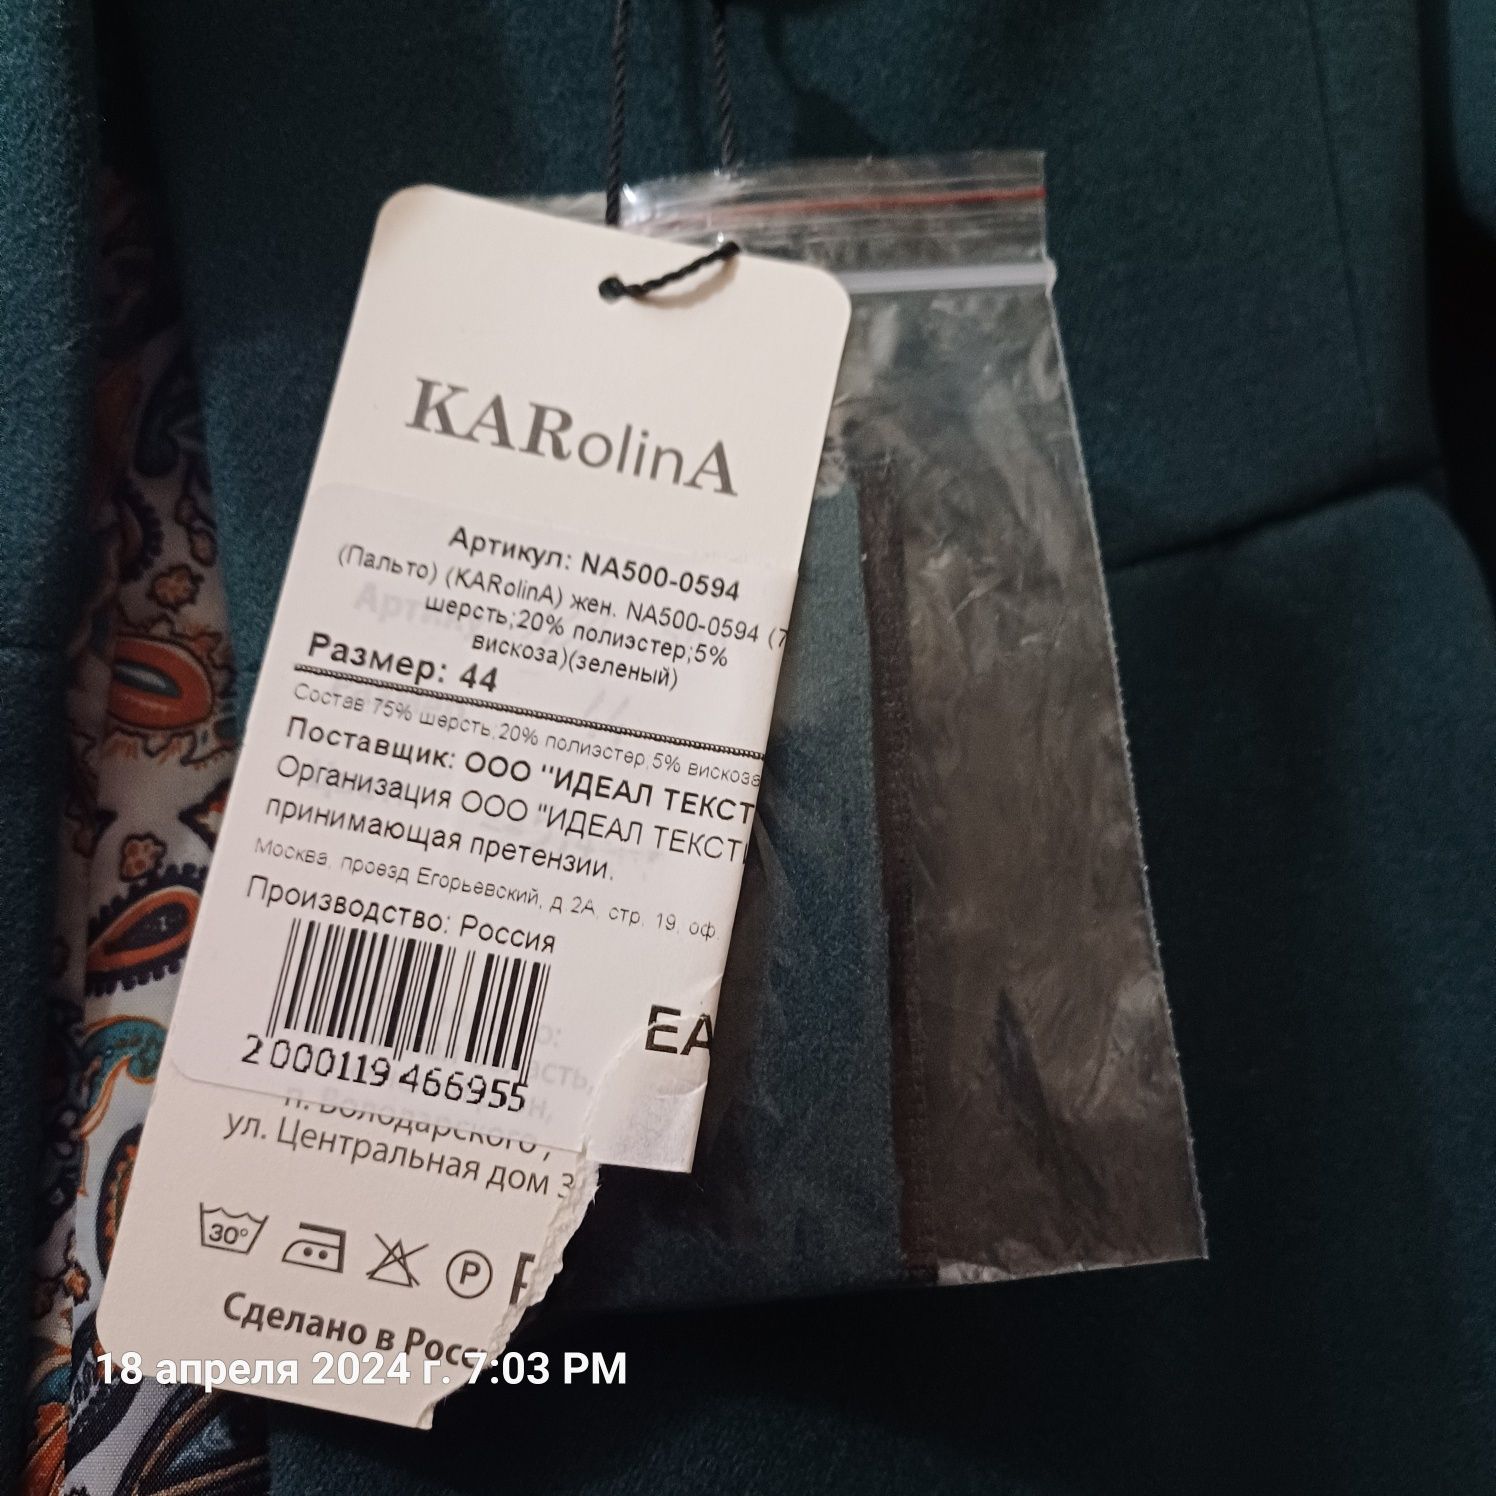 KARolinA
Артикул: NA500-0594
(Пальто) (KARolinA) жен. NA500-0594 (7
шерсть;20% полиэстер;5%
вискоза)(зеленый)
Размер: 44
Состав 75% шерсть;20% полиэстер;5% вискоза
Поставщик: ООО "ИДЕАЛ ТЕКСТ
Организация ООО "ИДЕАЛ ТЕКСТИ
принимающая претензии.
Москва, проезд Егорьевский, д 2А, стр. 19, оф.
Производство: Россия
EA
2 000119 466955
п. Володарского,
ул. Центральная дом 3
30°
P
Сделано в Росс
18 апреля 2024 г. 7:03 PM